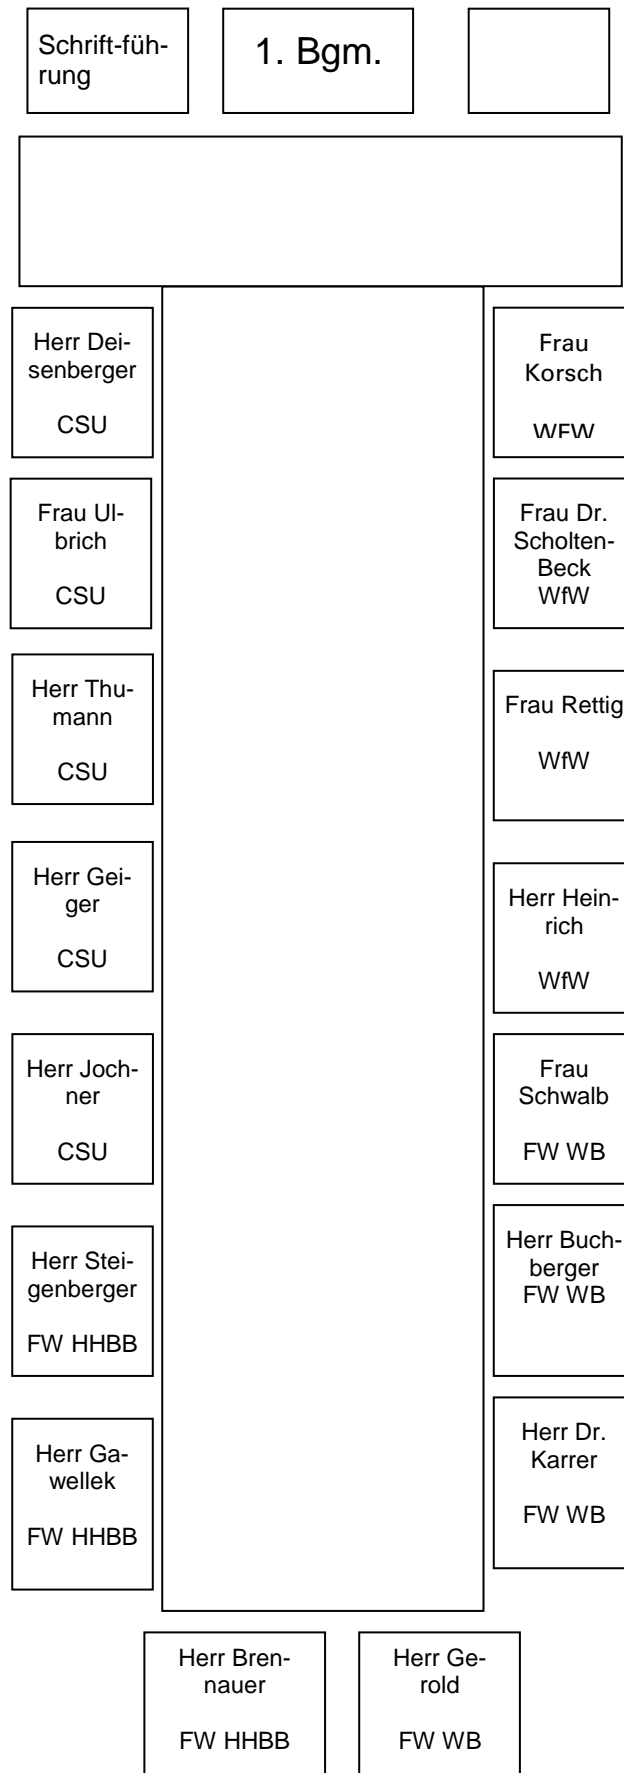 Schrift-füh-
rung
1. Bgm.
Herr Dei-
senberger
CSU
Frau
Korsch
WFW
Frau Ul-
brich
CSU
Frau Dr.
Scholten-
Beck
WfW
Herr Thu-
mann
CSU
Frau Rettig
WfW
Herr Gei-
ger
CSU
Herr Hein-
rich
WfW
Herr Joch-
ner
CSU
Frau
Schwalb
FW WB
Herr Stei-
genberger
FW HHBB
Herr Buch-
berger
FW WB
Herr Ga-
wellek
FW HHBB
Herr Dr.
Karrer
FW WB
Herr Bren-
nauer
FW HHBB
Herr Ge-
rold
FW WB